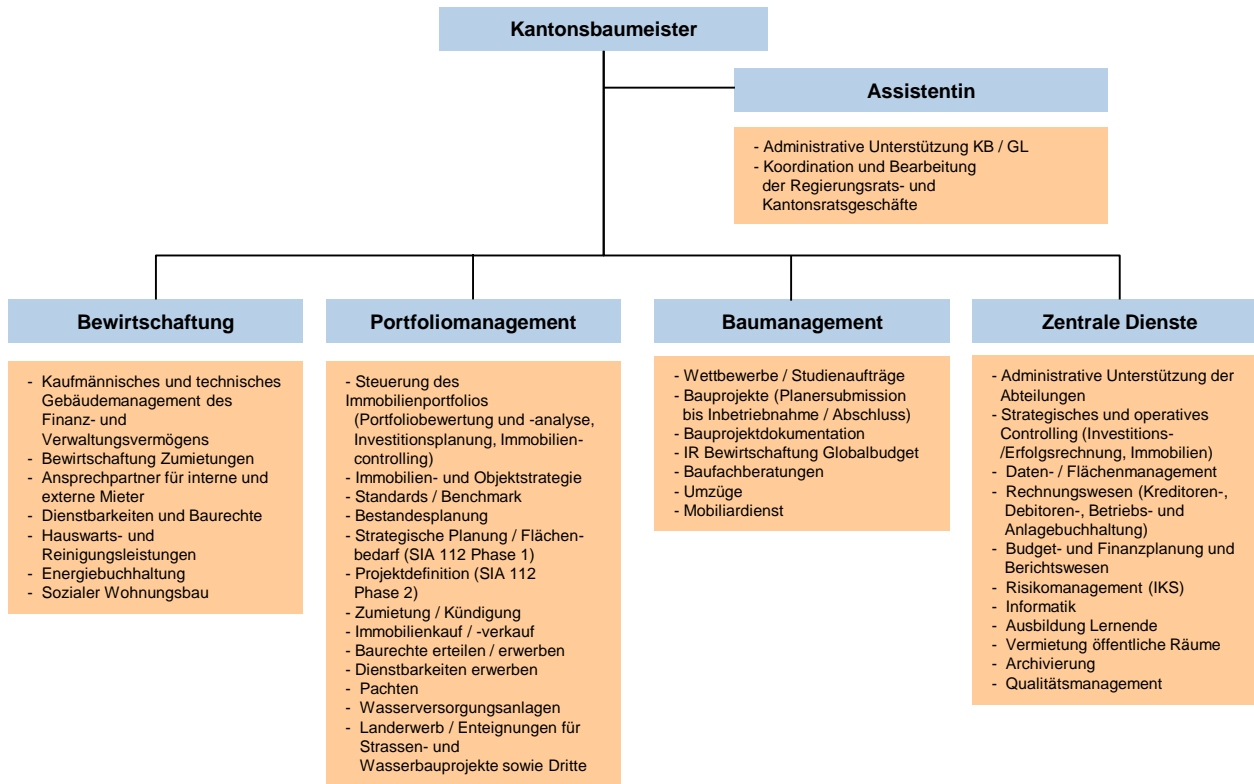 Kantonsbaumeister
Assistentin
- Administrative Unterstützung KB / GL
- Koordination und Bearbeitung
der Regierungsrats- und
Kantonsratsgeschäfte
Bewirtschaftung
- Kaufmännisches und technisches
Gebäudemanagement des
Finanz- und
Verwaltungsvermögens
- Bewirtschaftung Zumietungen
- Ansprechpartner für interne und
externe Mieter
- Dienstbarkeiten und Baurechte
- Hauswarts- und
Reinigungsleistungen
- Energiebuchhaltung
- Sozialer Wohnungsbau
Portfoliomanagement
- Steuerung des
Immobilienportfolios
(Portfoliobewertung und -analyse,
Investitionsplanung, Immobilien-
controlling)
- Immobilien- und Objektstrategie
- Standards / Benchmark
- Bestandesplanung
- Strategische Planung / Flächen-
bedarf (SIA 112 Phase 1)
- Projektdefinition (SIA 112
Phase 2)
- Zumietung / Kündigung
- Immobilienkauf / -verkauf
- Baurechte erteilen / erwerben
- Dienstbarkeiten erwerben
- Pachten
- Wasserversorgungsanlagen
- Landerwerb / Enteignungen für
Strassen- und
Wasserbauprojekte sowie Dritte
Baumanagement
- Wettbewerbe / Studienaufträge
- Bauprojekte (Planersubmission
bis Inbetriebnahme / Abschluss)
- Bauprojektdokumentation
- IR Bewirtschaftung Globalbudget
- Baufachberatungen
- Umzüge
- Mobiliardienst
Zentrale Dienste
- Administrative Unterstützung der
Abteilungen
- Strategisches und operatives
Controlling (Investitions-
/Erfolgsrechnung, Immobilien)
- Daten- / Flächenmanagement
- Rechnungswesen (Kreditoren-,
Debitoren-, Betriebs- und
Anlagebuchhaltung)
- Budget- und Finanzplanung und
Berichtswesen
- Risikomanagement (IKS)
- Informatik
- Ausbildung Lernende
- Vermietung öffentliche Räume
- Archivierung
- Qualitätsmanagement